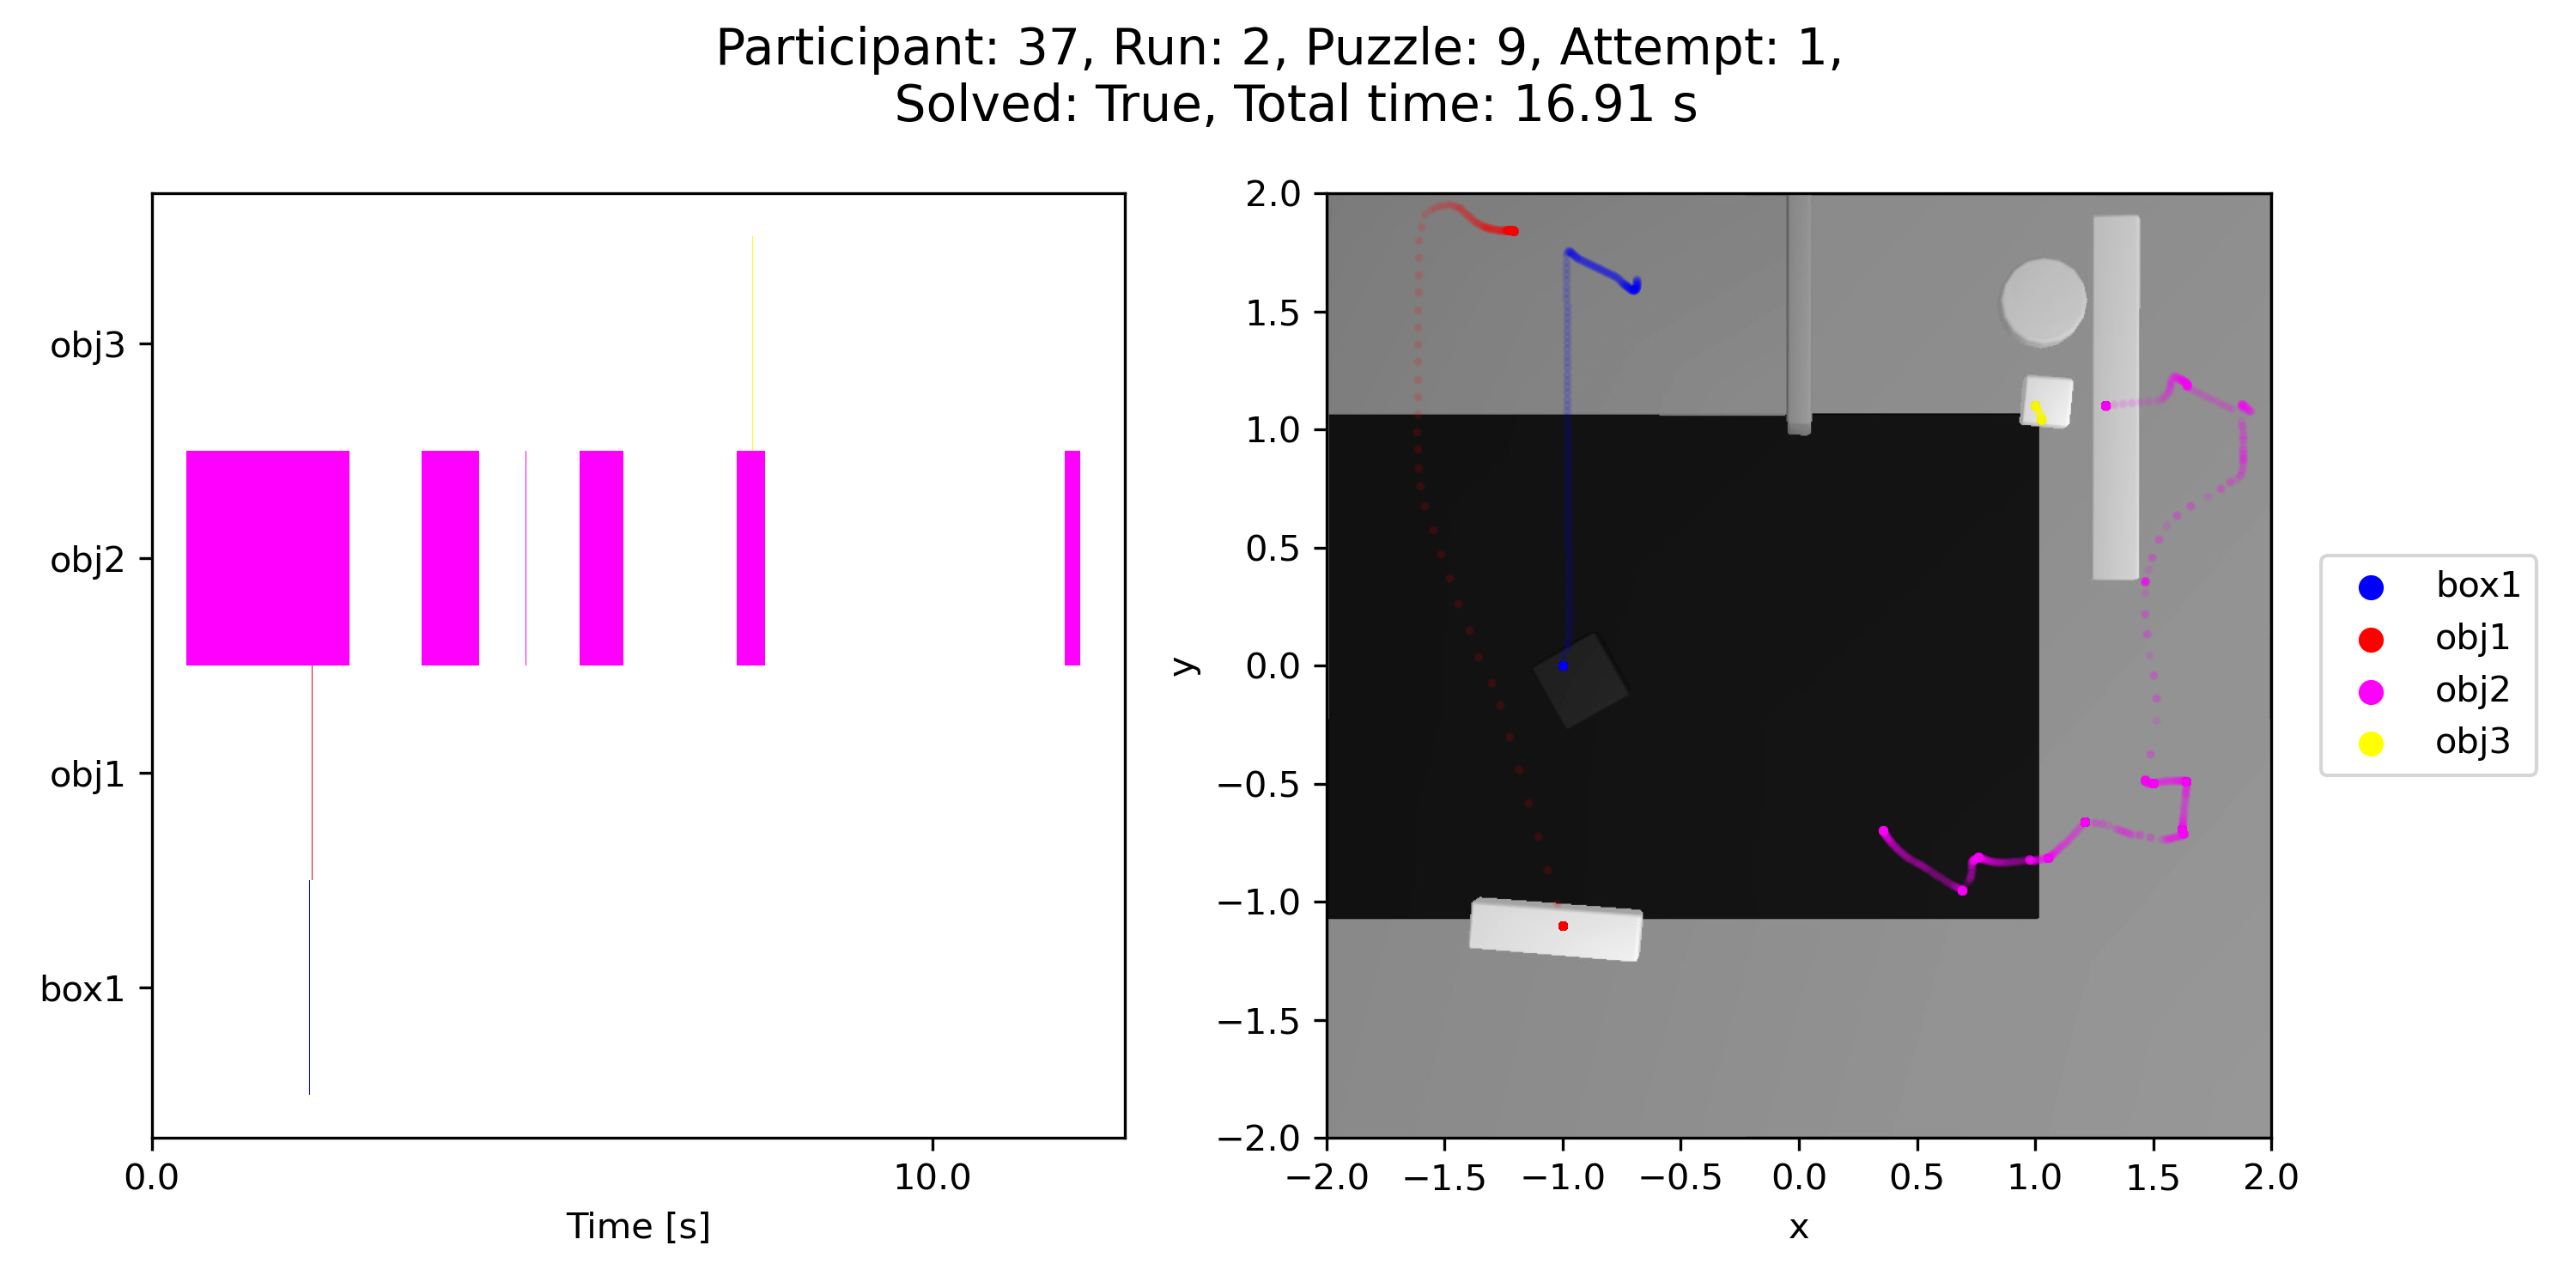 Participant: 37, Run: 2, Puzzle: 9, Attempt: 1,
Solved: True, Total time: 16.91 s
obj3
obj2
obj1
box1
0.0
10.0
Time [s]
2.0
1.5
1.0
0.5
0.0
−0.5
−1.0
−1.5
−2.0
y
−2.0 −1.5 −1.0 −0.5 0.0 0.5 1.0 1.5 2.0
x
box1
obj1
obj2
obj3